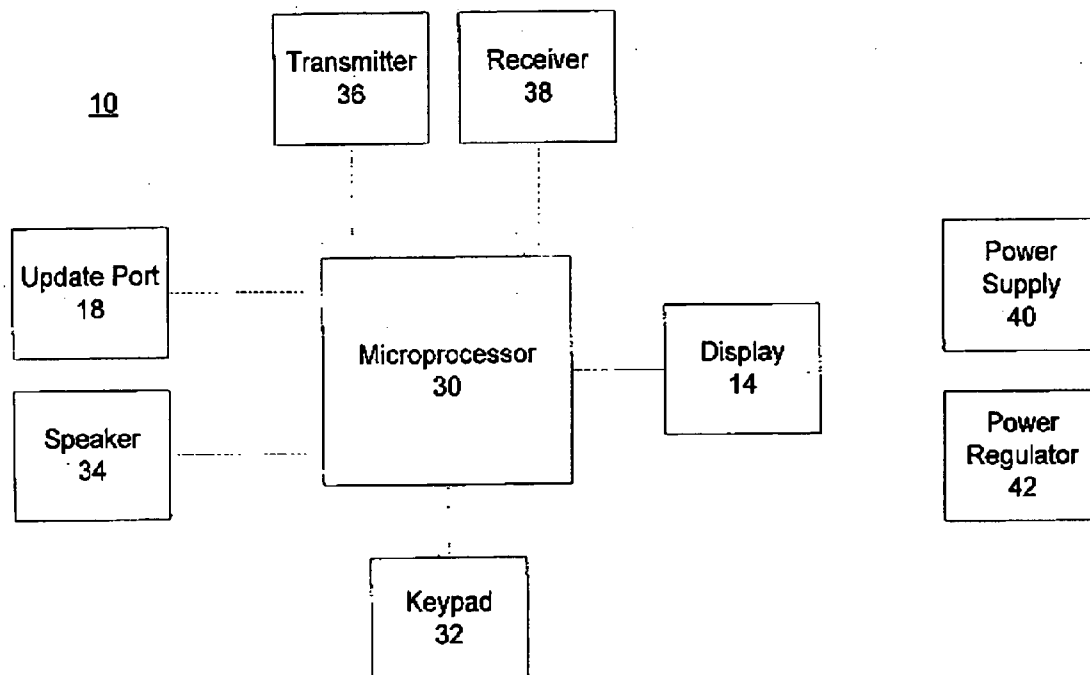 Transmitter
36
Receiver
38
10
Update Port
18
Power
Supply
40
Microprocessor
30
Display
14
Speaker
34
Power
Regulator
42
Keypad
32